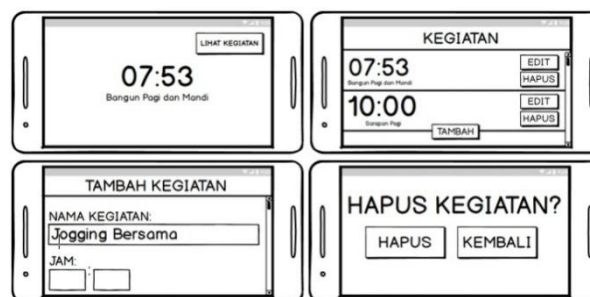 LIHAT KEGIATAN
07:53
Bangun Pagi dan Mandi
KEGIATAN
07:53
Bangun Pagi dan Mandi
EDIT
HAPUS
10:00
Sarapan Pagi
EDIT
HAPUS
TAMBAH
TAMBAH KEGIATAN
NAMA KEGIATAN:
Jogging Bersama
JAM:
:
HAPUS KEGIATAN?
HAPUS KEMBALI